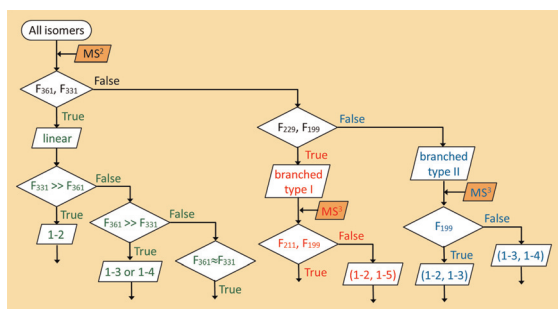 All isomers
MS²
F₃₆₁, F₃₃₁
False
True
linear
F₂₂₉, F₁₉₉
False
True
branched
type I
branched
type II
MS³
MS³
F₃₃₁ >> F₃₆₁
False
True
1-2
F₃₆₁ >> F₃₃₁
False
True
1-3 or 1-4
F₃₆₁≈F₃₃₁
True
F₂₁₁, F₁₉₉
False
True
(1-2, 1-5)
F₁₉₉
False
True
(1-2, 1-3)
(1-3, 1-4)